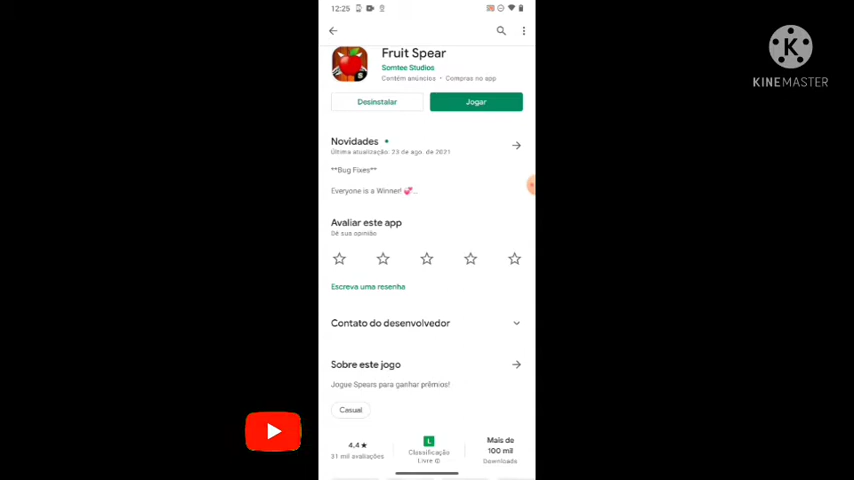 12:25
Fruit Spear
Somtee Studios
Contém anúncios • Compras no app
Desinstalar
Jogar
Novidades •
Última atualização: 23 de ago. de 2021
**Bug Fixes**
Everyone is a Winner! 💞...
Avaliar este app
Dê sua opinião
Escreva uma resenha
Contato do desenvolvedor
Sobre este jogo
Jogue Spears para ganhar prêmios!
Casual
4,4★
31 mil avaliações
L
Classificação
Livre
Mais de
100 mil
Downloads
K
KINEMASTER